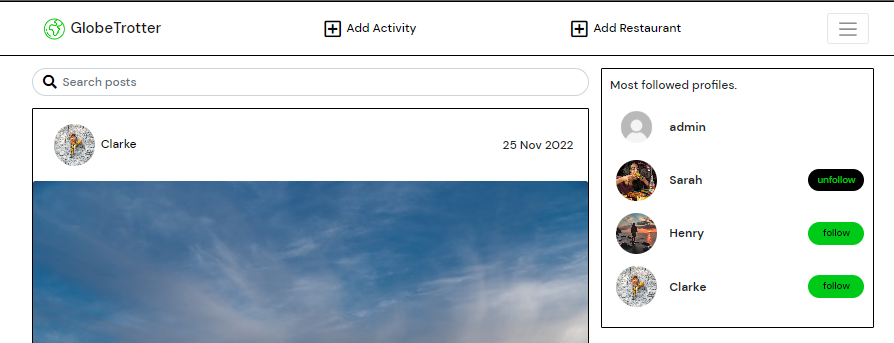 GlobeTrotter
Add Activity
Add Restaurant
Search posts
Clarke
25 Nov 2022
Most followed profiles.
admin
Sarah
unfollow
Henry
follow
Clarke
follow